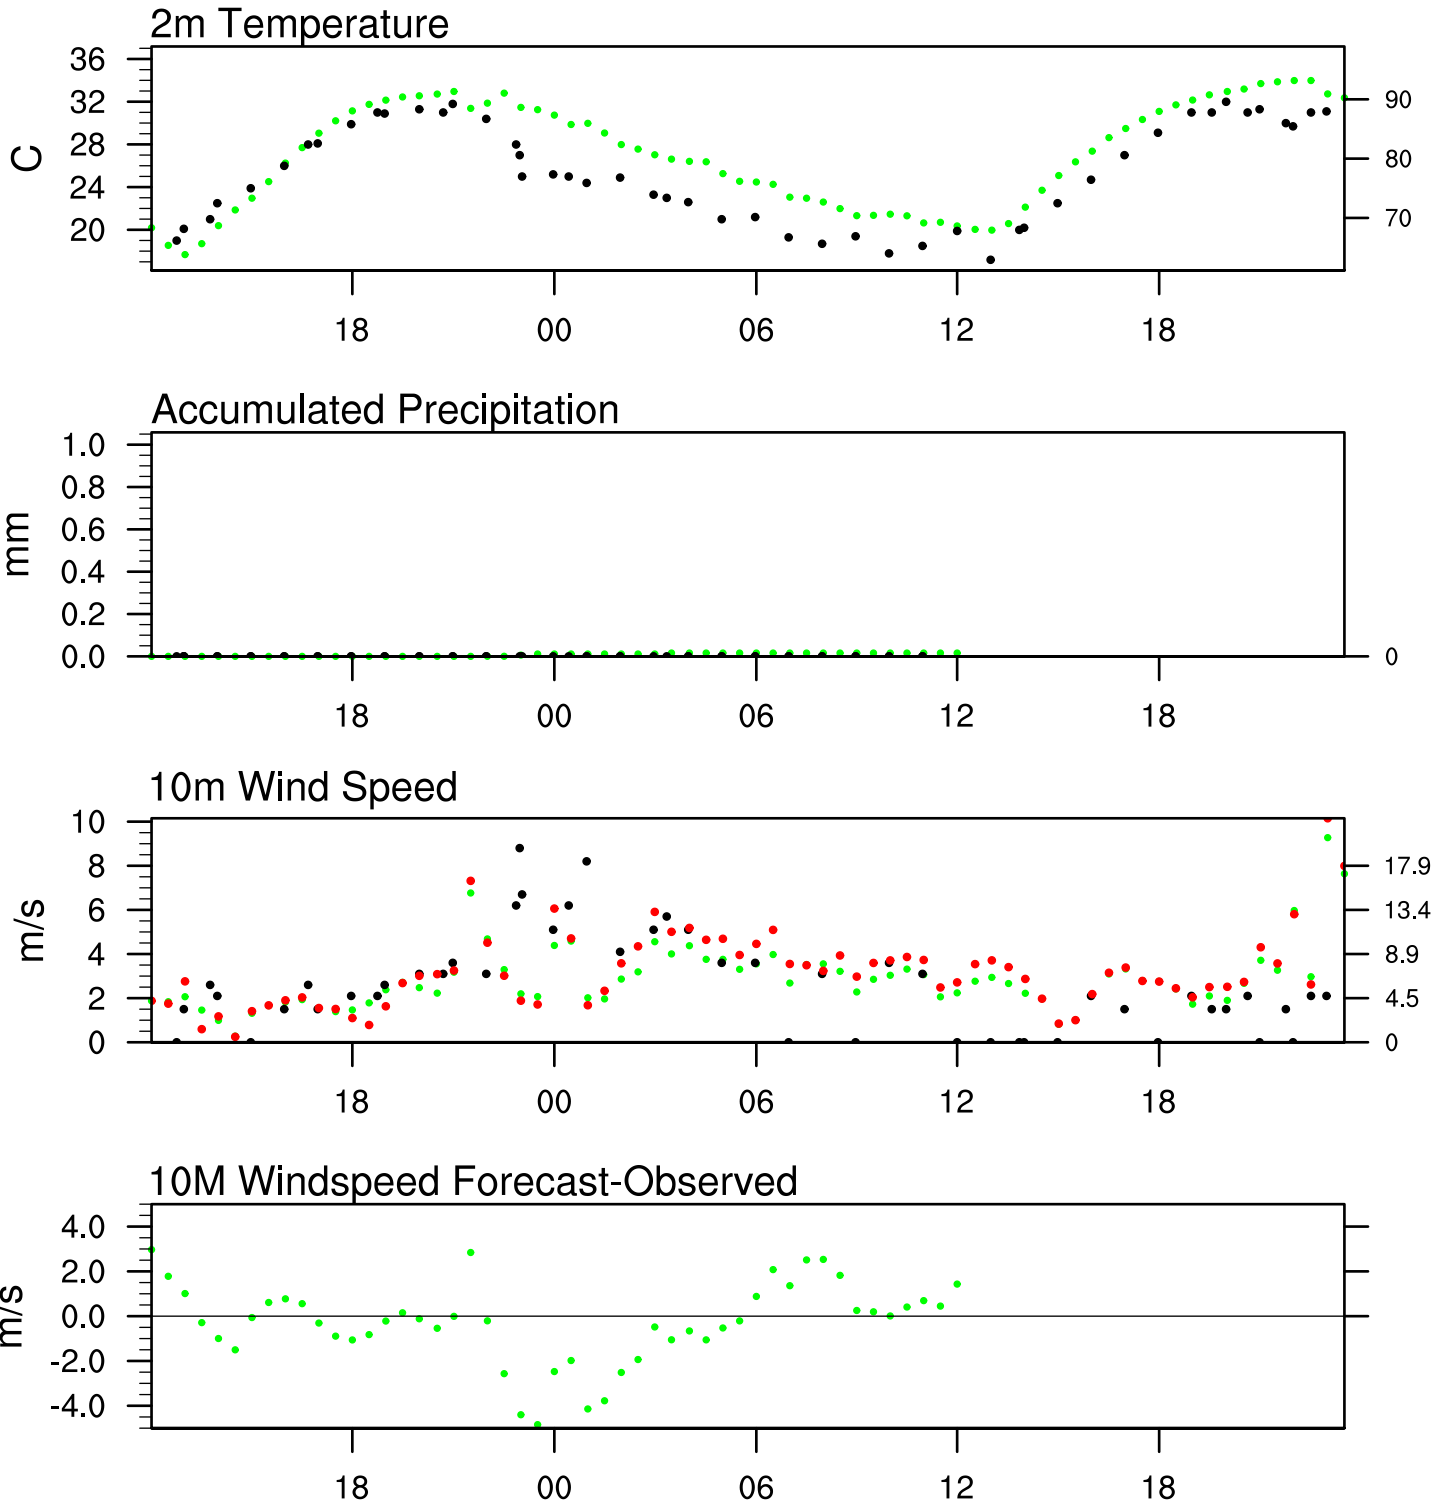 2m Temperature
36
32
28
24
20
C
90
80
70
18 00 06 12 18
Accumulated Precipitation
1.0
0.8
0.6
0.4
0.2
0.0
mm
0
18 00 06 12 18
10m Wind Speed
10
8
6
4
2
0
m/s
17.9
13.4
8.9
4.5
0
18 00 06 12 18
10M Windspeed Forecast-Observed
4.0
2.0
0.0
-2.0
-4.0
m/s
18 00 06 12 18